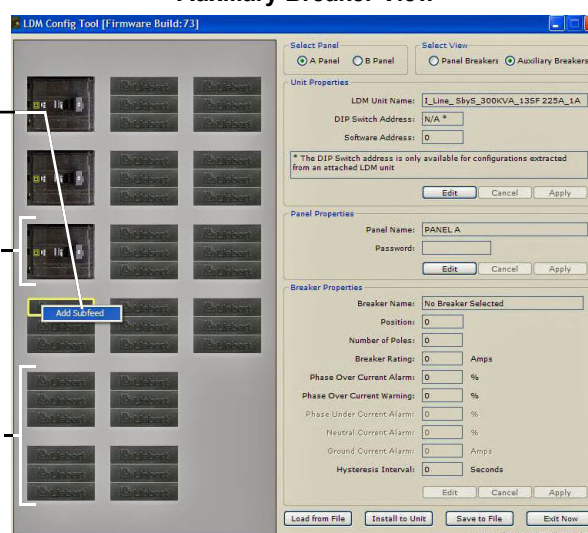 Auxiliary Breaker View
LDM Config Tool [Firmware Build:73]
Select Panel
A Panel B Panel
Select View
Panel Breakers Auxiliary Breakers
Unit Properties
LDM Unit Name: I_Line_SbyS_300KVA_13SF 225A_1A
DIP Switch Address: N/A *
Software Address: 0
* The DIP Switch address is only available for configurations extracted
from an attached LDM unit
Edit Cancel Apply
Panel Properties
Panel Name: PANEL A
Password:
Edit Cancel Apply
Breaker Properties
Breaker Name: No Breaker Selected
Position: 0
Number of Poles: 0
Breaker Rating: 0 Amps
Phase Over Current Alarm: 0 %
Phase Over Current Warning: 0 %
Phase Under Current Alarm: 0 %
Neutral Current Alarm: 0 %
Ground Current Alarm: 0 Amps
Hysteresis Interval: 0 Seconds
Edit Cancel Apply
Load from File Install to Unit Save to File Exit Now
Add Subfeed